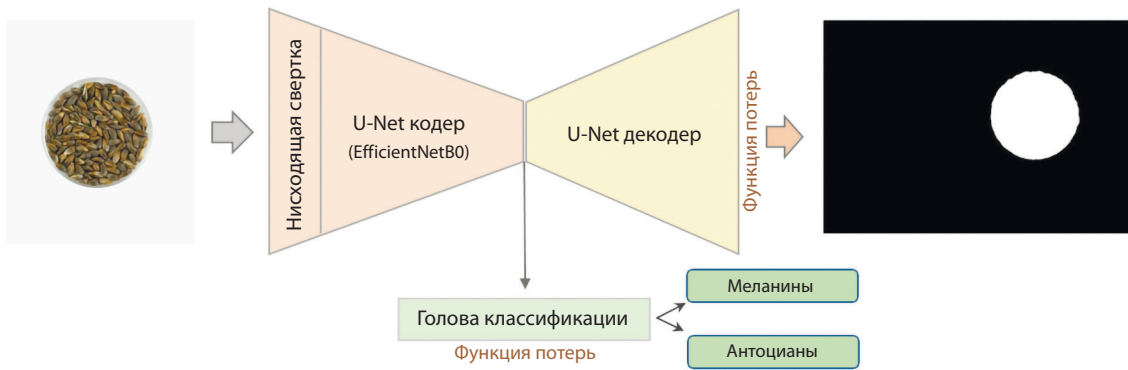 Нисходящая свертка
U-Net кодер
(EfficientNetB0)
U-Net декодер
Функция потерь
Голова классификации
Функция потерь
Меланины
Антоцианы